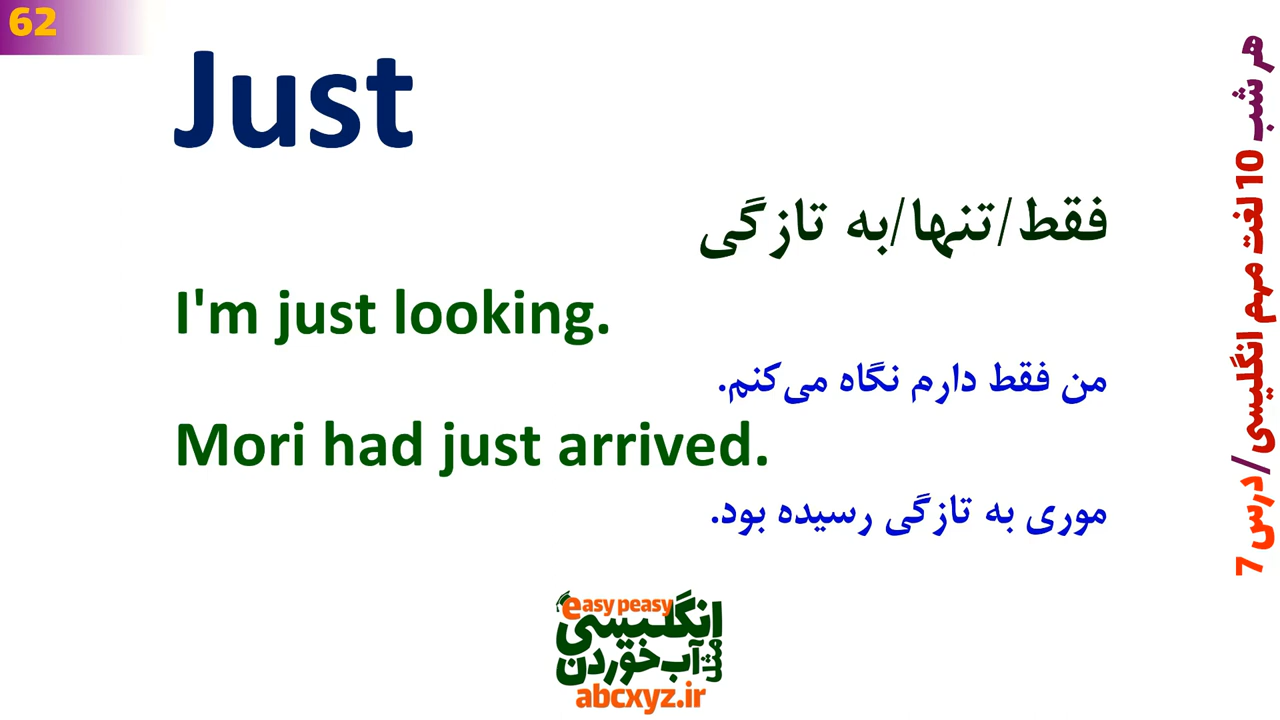 62
Just
فقط/تنها/به تازگی
I'm just looking.
من فقط دارم نگاه می‌کنم.
Mori had just arrived.
موری به تازگی رسیده بود.
هر شب 10 لغت مهم انگلیسی/درس 7
easy peasy
انگلیسی
مثل آب خوردن
abcxyz.ir